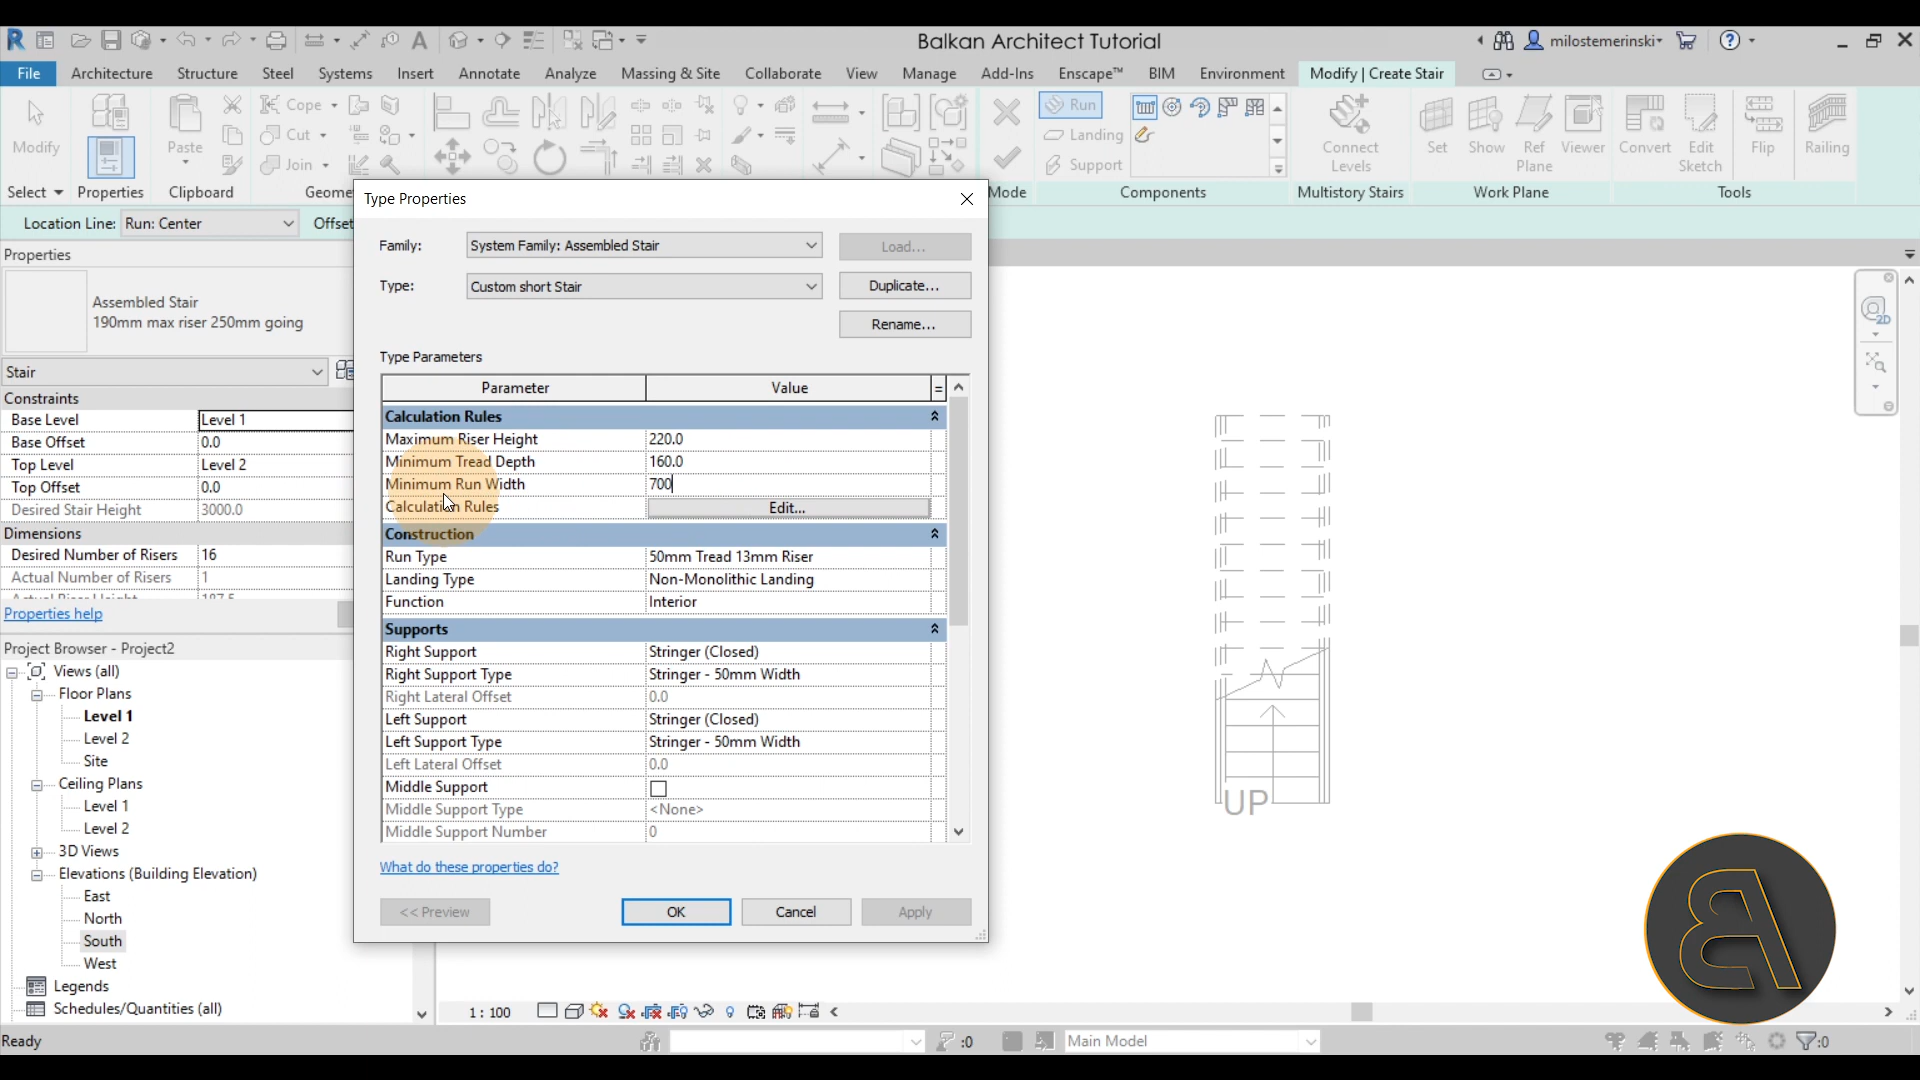 Balkan Architect Tutorial
milostemerinski
File Architecture Structure Steel Systems Insert Annotate Analyze Massing & Site Collaborate View Manage Add-Ins Enscape™ BIM Environment Modify | Create Stair
Modify
Paste
Cope
Cut
Join
Run
Landing
Support
Connect Levels
Set
Show
Ref Plane
Viewer
Convert
Edit Sketch
Flip
Railing
Select Properties Clipboard Geome Mode Components Multistory Stairs Work Plane Tools
Location Line: Run: Center Offset
Properties
Assembled Stair
190mm max riser 250mm going
Stair
Constraints
Base Level Level 1
Base Offset 0.0
Top Level Level 2
Top Offset 0.0
Desired Stair Height 3000.0
Dimensions
Desired Number of Risers 16
Actual Number of Risers 1
Actual Riser Height 187.5
Properties help
Project Browser - Project2
Views (all)
Floor Plans
Level 1
Level 2
Site
Ceiling Plans
Level 1
Level 2
3D Views
Elevations (Building Elevation)
East
North
South
West
Legends
Schedules/Quantities (all)
Type Properties
Family: System Family: Assembled Stair Load...
Type: Custom short Stair Duplicate...
Rename...
Type Parameters
Parameter Value =
Calculation Rules
Maximum Riser Height 220.0
Minimum Tread Depth 160.0
Minimum Run Width 700
Calculation Rules Edit...
Construction
Run Type 50mm Tread 13mm Riser
Landing Type Non-Monolithic Landing
Function Interior
Supports
Right Support Stringer (Closed)
Right Support Type Stringer - 50mm Width
Right Lateral Offset 0.0
Left Support Stringer (Closed)
Left Support Type Stringer - 50mm Width
Left Lateral Offset 0.0
Middle Support
Middle Support Type <None>
Middle Support Number 0
What do these properties do?
<< Preview OK Cancel Apply
UP
2D
1 : 100
Ready :0 Main Model :0